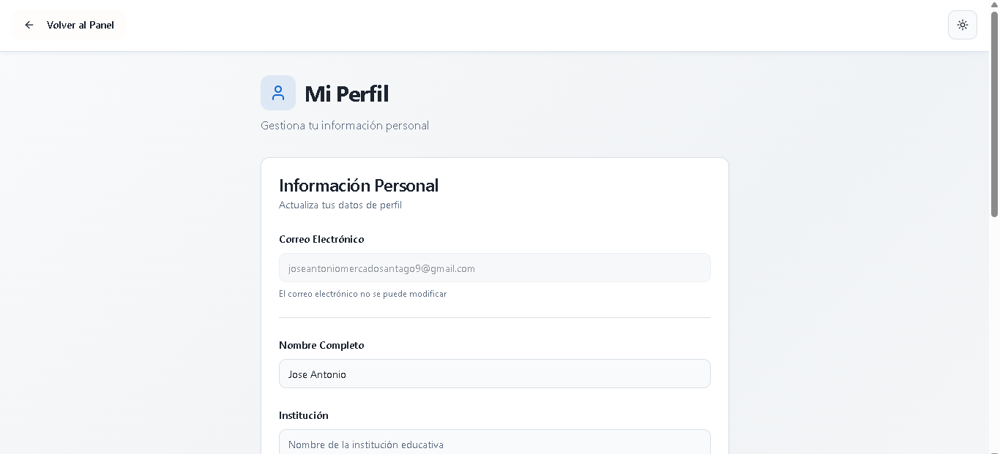 Volver al Panel
Mi Perfil
Gestiona tu información personal
Información Personal
Actualiza tus datos de perfil
Correo Electrónico
joseantoniomercadosantago9@gmail.com
El correo electrónico no se puede modificar
Nombre Completo
Jose Antonio
Institución
Nombre de la institución educativa